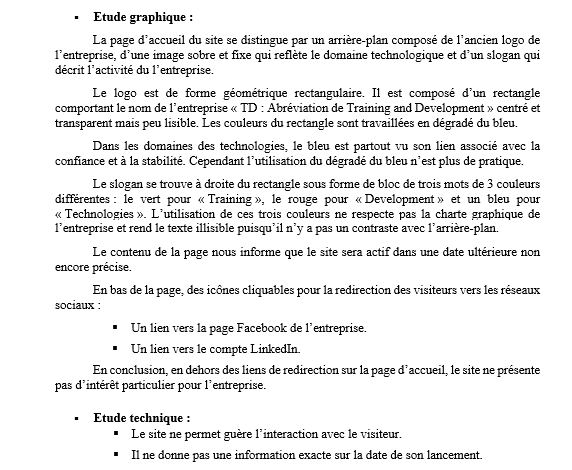 ▪ Etude graphique :
La page d’accueil du site se distingue par un arrière-plan composé de l’ancien logo de
l’entreprise, d’une image sobre et fixe qui reflète le domaine technologique et d’un slogan qui
décrit l’activité du l’entreprise.
Le logo est de forme géométrique rectangulaire. Il est composé d’un rectangle
comportant le nom de l’entreprise « TD : Abréviation de Training and Development » centré et
transparent mais peu lisible. Les couleurs du rectangle sont travaillées en dégradé du bleu.
Dans les domaines des technologies, le bleu est partout vu son lien associé avec la
confiance et à la stabilité. Cependant l’utilisation du dégradé du bleu n’est plus de pratique.
Le slogan se trouve à droite du rectangle sous forme de bloc de trois mots de 3 couleurs
différentes : le vert pour « Training », le rouge pour « Development » et un bleu pour
« Technologies ». L’utilisation de ces trois couleurs ne respecte pas la charte graphique de
l’entreprise et rend le texte illisible puisqu’il n’y a pas un contraste avec l’arrière-plan.
Le contenu de la page nous informe que le site sera actif dans une date ultérieure non
encore précise.
En bas de la page, des icônes cliquables pour la redirection des visiteurs vers les réseaux
sociaux :
▪ Un lien vers la page Facebook de l’entreprise.
▪ Un lien vers le compte LinkedIn.
En conclusion, en dehors des liens de redirection sur la page d’accueil, le site ne présente
pas d’intérêt particulier pour l’entreprise.
▪ Etude technique :
▪ Le site ne permet guère l’interaction avec le visiteur.
▪ Il ne donne pas une information exacte sur la date de son lancement.